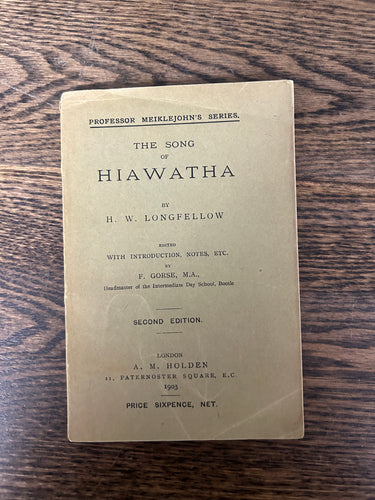 PROFESSOR MEIKLEJOHN'S SERIES.
THE SONG
OF
HIAWATHA
BY
H. W. LONGFELLOW
EDITED
WITH INTRODUCTION, NOTES, ETC.
BY
F. GORSE, M.A.,
Headmaster of the Intermediate Day School, Bootle
SECOND EDITION.
LONDON
A. M. HOLDEN
11, PATERNOSTER SQUARE, E.C.
1903
PRICE SIXPENCE, NET.